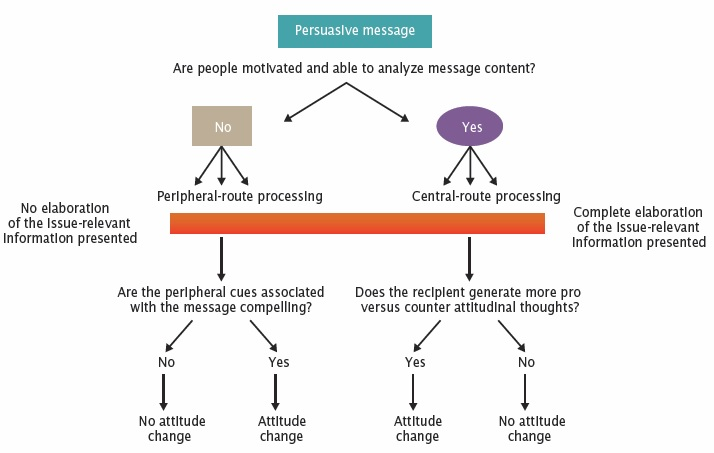 Persuasive message
Are people motivated and able to analyze message content?
No
Yes
Peripheral-route processing
Central-route processing
No elaboration
of the issue-relevant
information presented
Complete elaboration
of the issue-relevant
information presented
Are the peripheral cues associated
with the message compelling?
Does the recipient generate more pro
versus counter attitudinal thoughts?
No
Yes
Yes
No
No attitude
change
Attitude
change
Attitude
change
No attitude
change